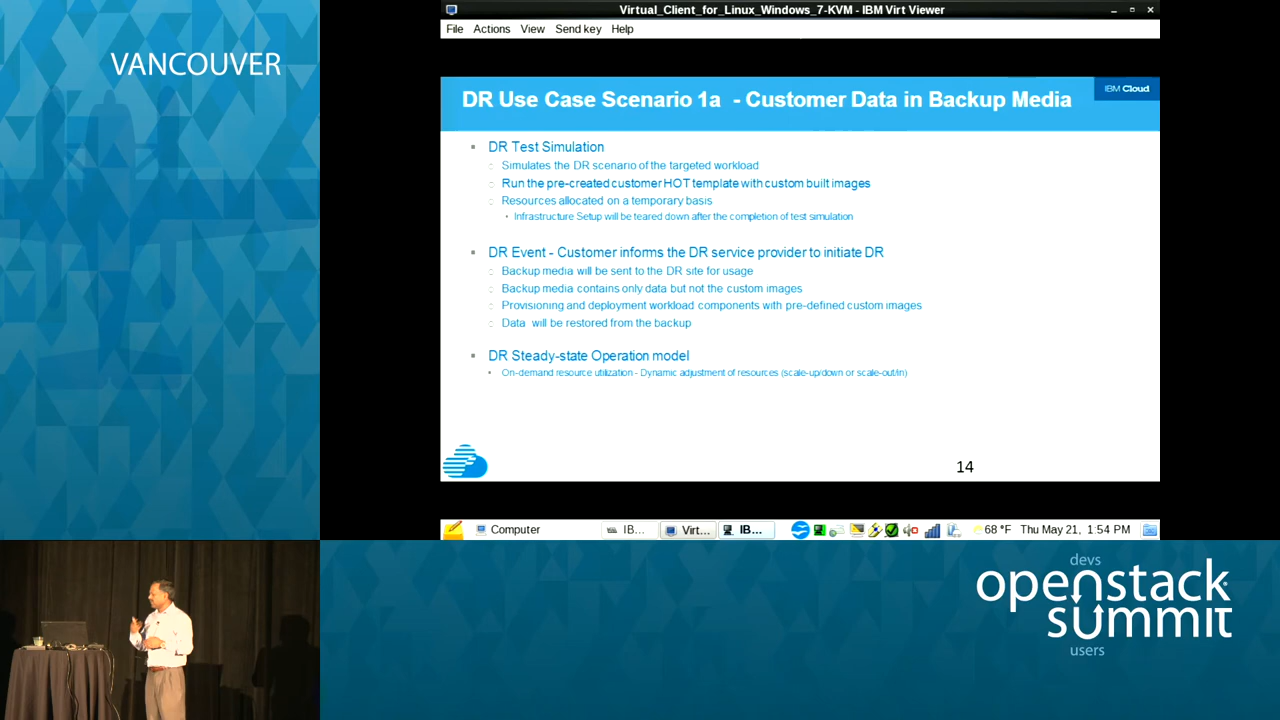 VANCOUVER
Virtual_Client_for_Linux_Windows_7-KVM - IBM Virt Viewer
File Actions View Send key Help
DR Use Case Scenario 1a - Customer Data in Backup Media
IBM Cloud
DR Test Simulation
Simulates the DR scenario of the targeted workload
Run the pre-created customer HOT template with custom built images
Resources allocated on a temporary basis
Infrastructure Setup will be teared down after the completion of test simulation
DR Event - Customer informs the DR service provider to initiate DR
Backup media will be sent to the DR site for usage
Backup media contains only data but not the custom images
Provisioning and deployment workload components with pre-defined custom images
Data will be restored from the backup
DR Steady-state Operation model
On-demand resource utilization - Dynamic adjustment of resources (scale-up/down or scale-out/in)
14
Computer IB... Virt... IB... 68 °F Thu May 21, 1:54 PM
devs
openstack
summit
users